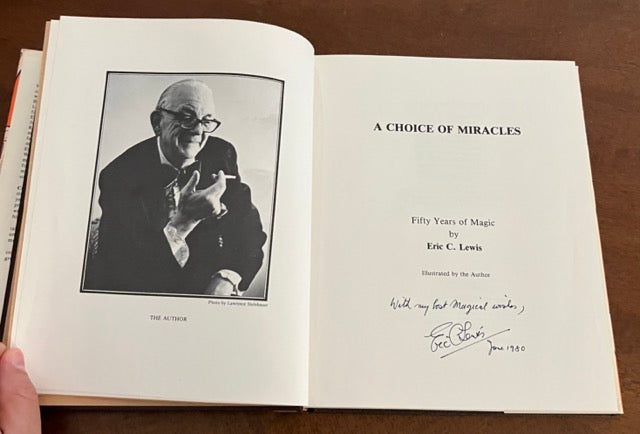 Photo by Lawrence
THE AUTHOR
A CHOICE OF MIRACLES
Fifty Years of Magic
by
Eric C. Lewis
Illustrated by the Author
With my best Magical wishes,
Eric C. Lewis
June 1980